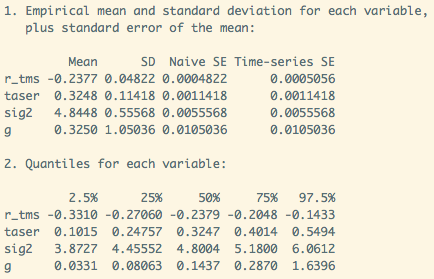 1. Empirical mean and standard deviation for each variable,
plus standard error of the mean:
Mean SD Naive SE Time-series SE
r_tms -0.2377 0.04822 0.0004822 0.0005056
taser 0.3248 0.11418 0.0011418 0.0011418
sig2 4.8448 0.55568 0.0055568 0.0055568
g 0.3250 1.05036 0.0105036 0.0105036
2. Quantiles for each variable:
2.5% 25% 50% 75% 97.5%
r_tms -0.3310 -0.27060 -0.2379 -0.2048 -0.1433
taser 0.1015 0.24757 0.3247 0.4014 0.5494
sig2 3.8727 4.45552 4.8004 5.1800 6.0612
g 0.0331 0.08063 0.1437 0.2870 1.6396